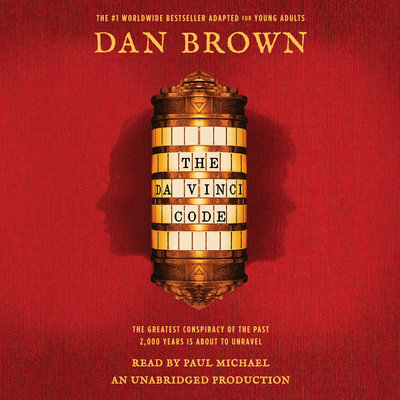 THE #1 WORLDWIDE BESTSELLER ADAPTED FOR YOUNG ADULTS
DAN BROWN
THE
DA VINCI
CODE
THE GREATEST CONSPIRACY OF THE PAST
2,000 YEARS IS ABOUT TO UNRAVEL
READ BY PAUL MICHAEL
AN UNABRIDGED PRODUCTION